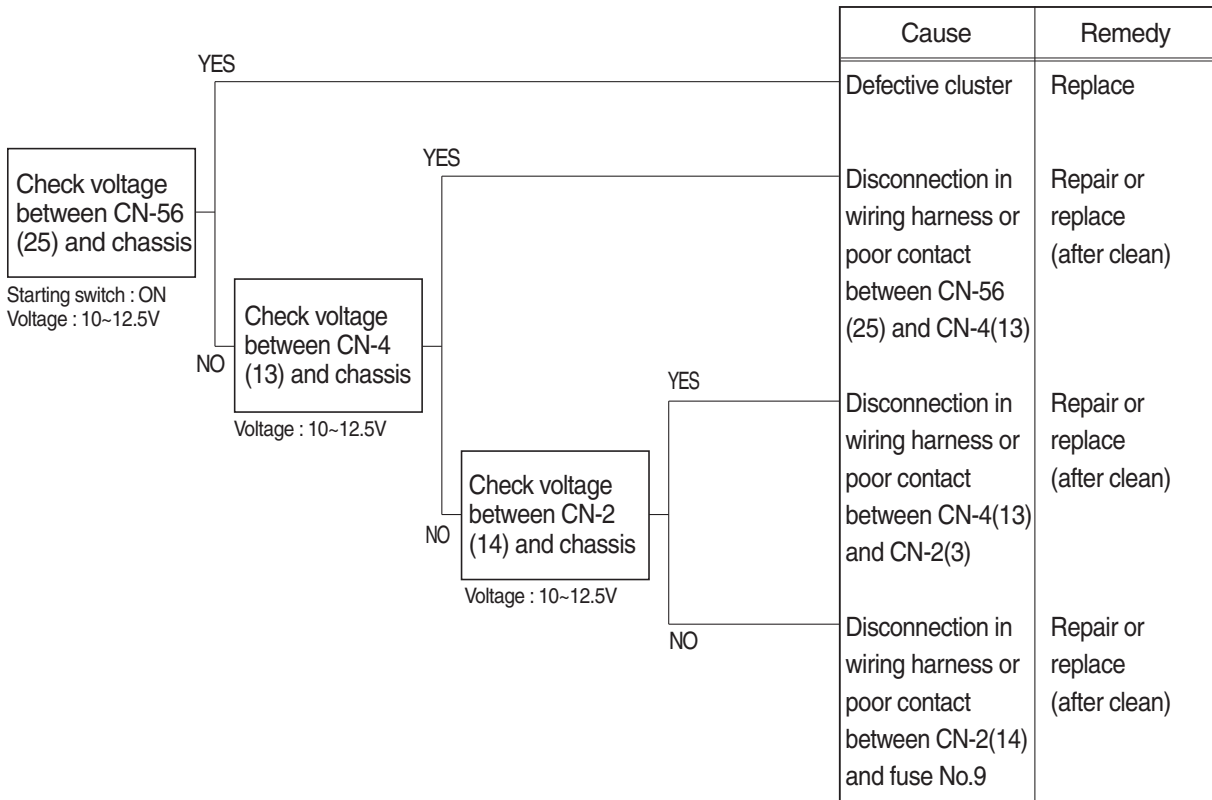 Cause
Remedy
YES
Defective cluster
Replace
Check voltage
between CN-56
(25) and chassis
Starting switch : ON
Voltage : 10~12.5V
YES
Disconnection in
wiring harness or
poor contact
between CN-56
(25) and CN-4(13)
Repair or
replace
(after clean)
NO
Check voltage
between CN-4
(13) and chassis
Voltage : 10~12.5V
YES
Disconnection in
wiring harness or
poor contact
between CN-4(13)
and CN-2(3)
Repair or
replace
(after clean)
NO
Check voltage
between CN-2
(14) and chassis
Voltage : 10~12.5V
NO
Disconnection in
wiring harness or
poor contact
between CN-2(14)
and fuse No.9
Repair or
replace
(after clean)